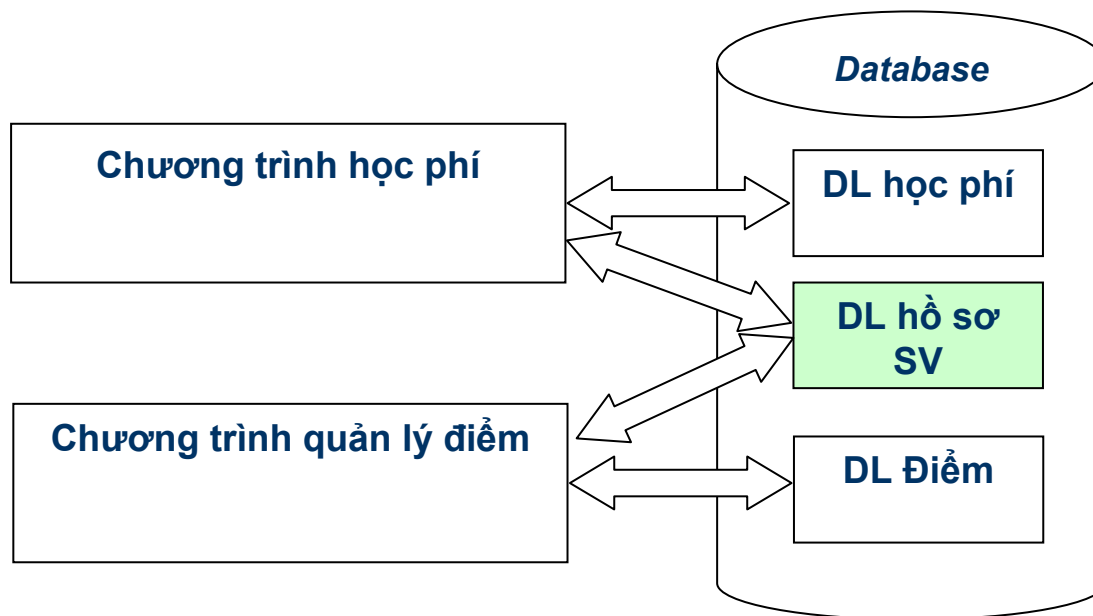 Database
Chương trình học phí
DL học phí
DL hồ sơ
SV
Chương trình quản lý điểm
DL Điểm